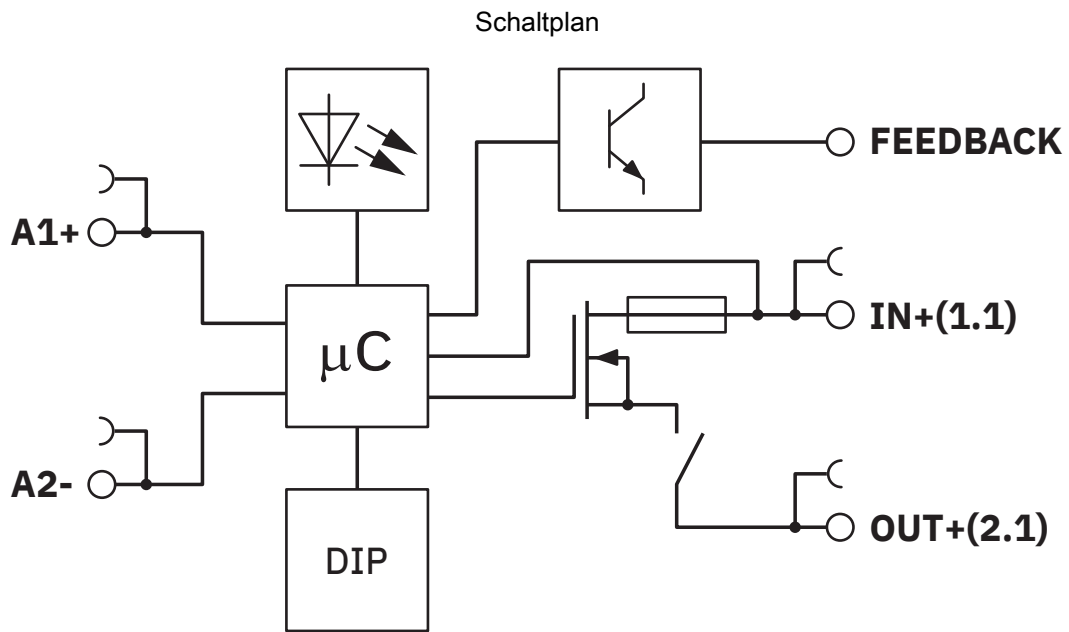 Schaltplan
FEEDBACK
A1+
IN+(1.1)
µC
A2-
OUT+(2.1)
DIP